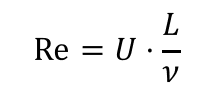 Re = U · L/ν